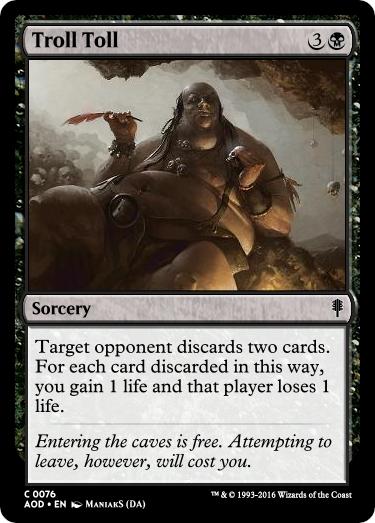 Troll Toll 3
Sorcery
Target opponent discards two cards.
For each card discarded in this way,
you gain 1 life and that player loses 1
life.
Entering the caves is free. Attempting to
leave, however, will cost you.
C 0076
AOD • EN ManiakS (DA)
™ & © 1993-2016 Wizards of the Coast